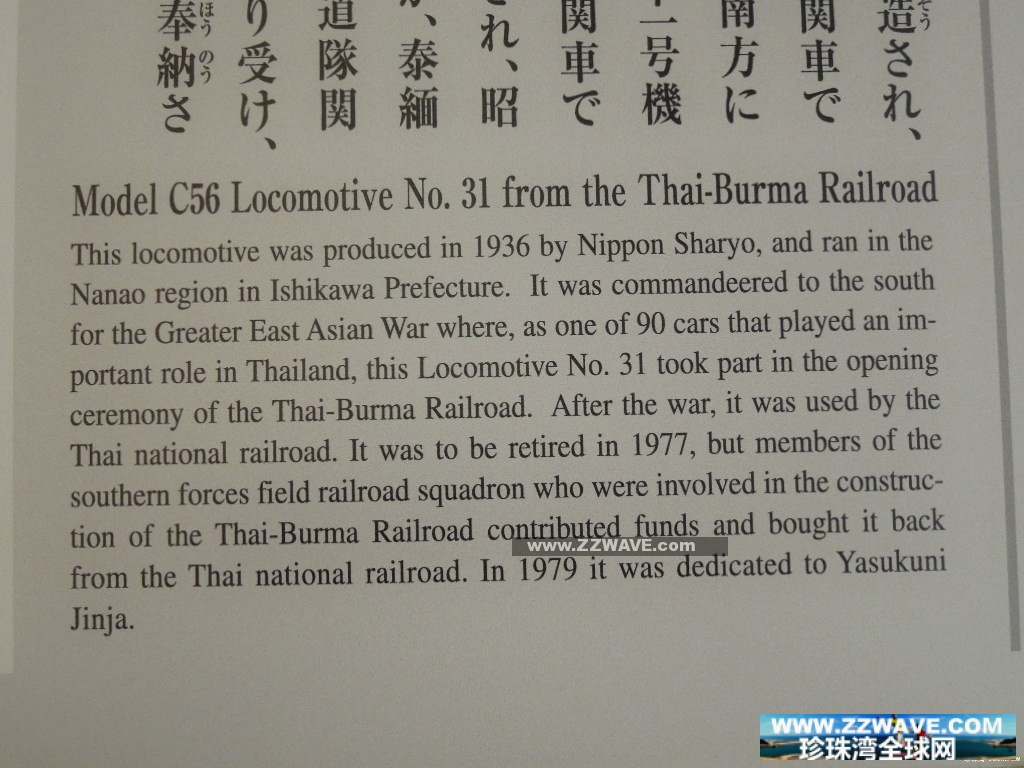 造され、
そう
関車で
南方に
一号機
関車で
れ、昭
、泰緬
道隊関
り受け、
奉納さ
ほうのう
Model C56 Locomotive No. 31 from the Thai-Burma Railroad
This locomotive was produced in 1936 by Nippon Sharyo, and ran in the
Nanao region in Ishikawa Prefecture. It was commandeered to the south
for the Greater East Asian War where, as one of 90 cars that played an im-
portant role in Thailand, this Locomotive No. 31 took part in the opening
ceremony of the Thai-Burma Railroad. After the war, it was used by the
Thai national railroad. It was to be retired in 1977, but members of the
southern forces field railroad squadron who were involved in the construc-
tion of the Thai-Burma Railroad contributed funds and bought it back
from the Thai national railroad. In 1979 it was dedicated to Yasukuni
Jinja.
www.ZZWAVE.com
WWW.ZZWAVE.COM
珍珠湾全球网